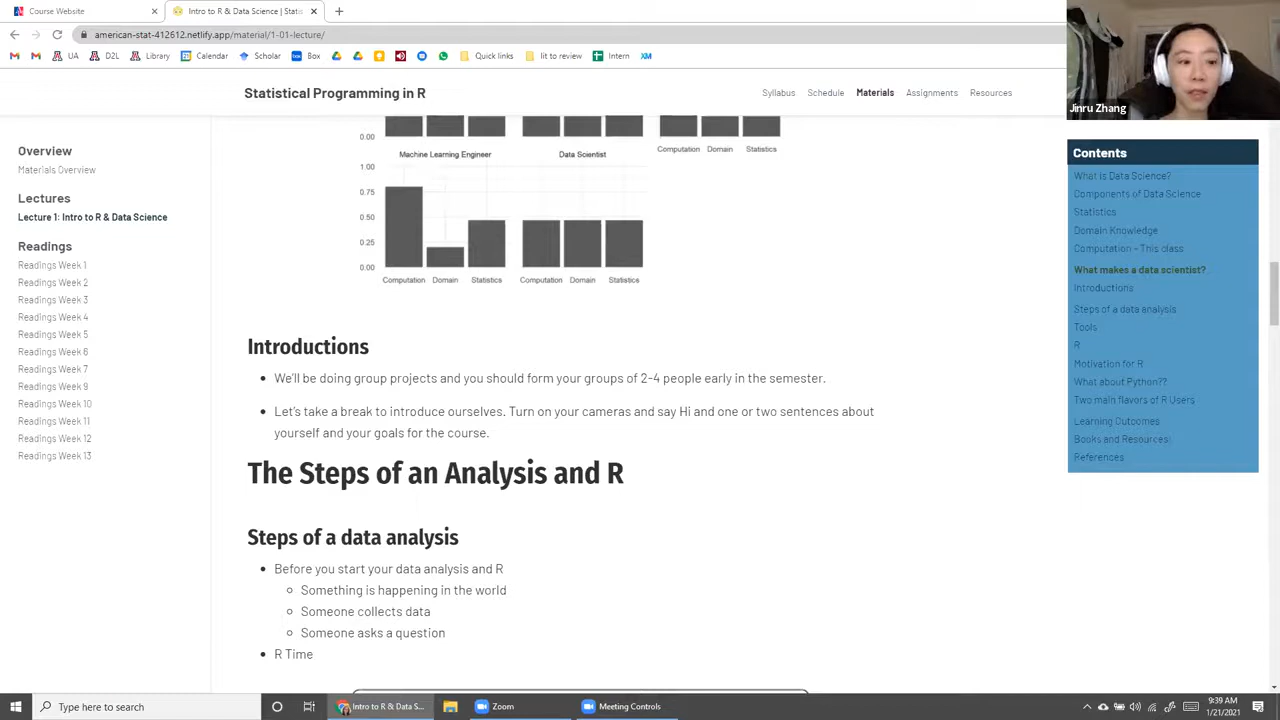 Course Website
Intro to R & Data Science | Stati
american-stat-412612.netlify.app/material/1-01-lecture/
UA
D2L
Library
Calendar
Scholar
Box
Quick links
lit to review
Intern
Statistical Programming in R
Syllabus
Schedule
Materials
Assignments
Resources
Jinru Zhang
Overview
Materials Overview
Lectures
Lecture 1: Intro to R & Data Science
Readings
Readings Week 1
Readings Week 2
Readings Week 3
Readings Week 4
Readings Week 5
Readings Week 6
Readings Week 7
Readings Week 9
Readings Week 10
Readings Week 11
Readings Week 12
Readings Week 13
0.00
Computation Domain Statistics
Machine Learning Engineer
Data Scientist
1.00
0.75
0.50
0.25
0.00
Computation Domain Statistics
Computation Domain Statistics
Introductions
We'll be doing group projects and you should form your groups of 2-4 people early in the semester.
Let's take a break to introduce ourselves. Turn on your cameras and say Hi and one or two sentences about
yourself and your goals for the course.
The Steps of an Analysis and R
Steps of a data analysis
Before you start your data analysis and R
Something is happening in the world
Someone collects data
Someone asks a question
R Time
Contents
What is Data Science?
Components of Data Science
Statistics
Domain Knowledge
Computation - This class
What makes a data scientist?
Introductions
Steps of a data analysis
Tools
R
Motivation for R
What about Python??
Two main flavors of R Users
Learning Outcomes
Books and Resources:
References
Type here to search
Intro to R & Data S...
Zoom
Meeting Controls
9:39 AM
1/21/2021